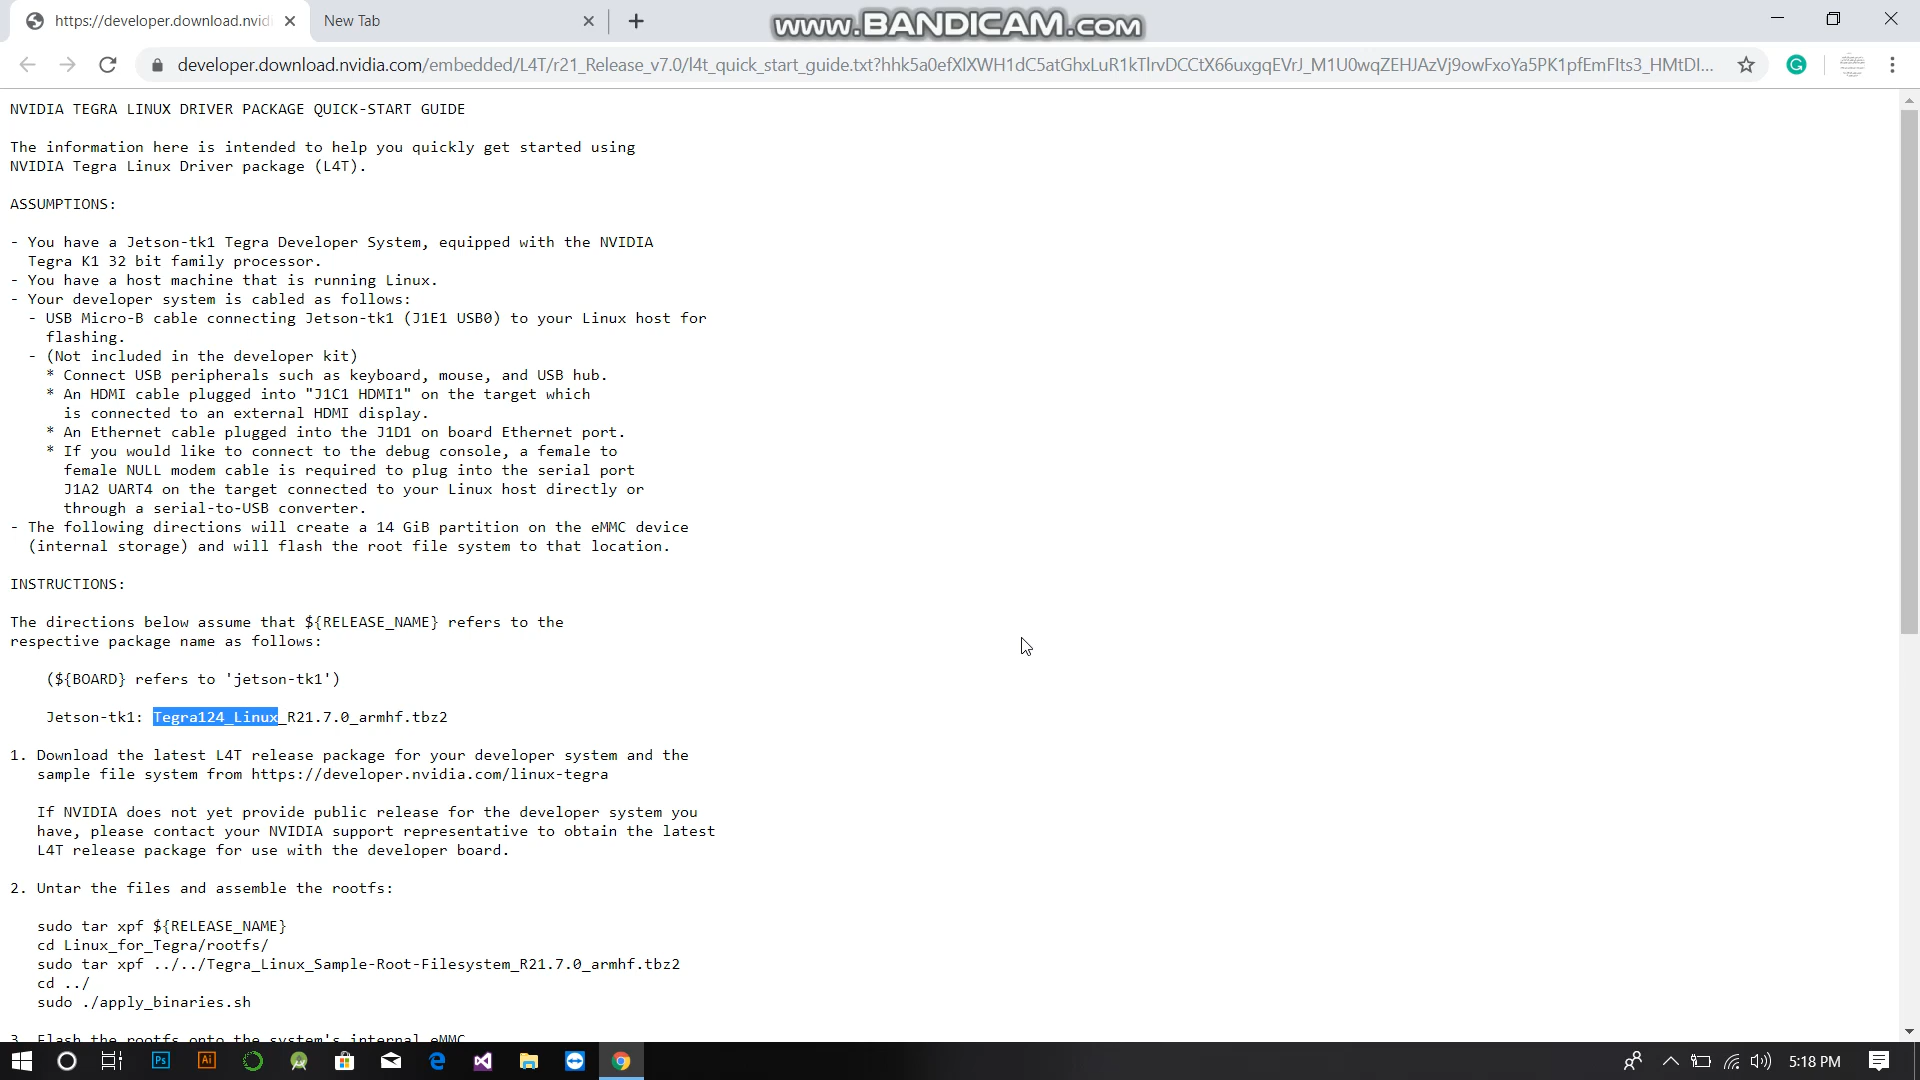 https://developer.download.nvidi
New Tab
www.BANDICAM.com
developer.download.nvidia.com/embedded/L4T/r21_Release_v7.0/l4t_quick_start_guide.txt?hhk5a0efXlXWH1dC5atGhxLuR1kTlrvDCCtX66uxgqEVrJ_M1U0wqZEHJAzVj9owFxoYa5PK1pfEmFIts3_HMtDI...
NVIDIA TEGRA LINUX DRIVER PACKAGE QUICK-START GUIDE
The information here is intended to help you quickly get started using
NVIDIA Tegra Linux Driver package (L4T).
ASSUMPTIONS:
- You have a Jetson-tk1 Tegra Developer System, equipped with the NVIDIA
Tegra K1 32 bit family processor.
- You have a host machine that is running Linux.
- Your developer system is cabled as follows:
- USB Micro-B cable connecting Jetson-tk1 (J1E1 USB0) to your Linux host for
flashing.
- (Not included in the developer kit)
* Connect USB peripherals such as keyboard, mouse, and USB hub.
* An HDMI cable plugged into "J1C1 HDMI1" on the target which
is connected to an external HDMI display.
* An Ethernet cable plugged into the J1D1 on board Ethernet port.
* If you would like to connect to the debug console, a female to
female NULL modem cable is required to plug into the serial port
J1A2 UART4 on the target connected to your Linux host directly or
through a serial-to-USB converter.
- The following directions will create a 14 GiB partition on the eMMC device
(internal storage) and will flash the root file system to that location.
INSTRUCTIONS:
The directions below assume that ${RELEASE_NAME} refers to the
respective package name as follows:
(${BOARD} refers to 'jetson-tk1')
Jetson-tk1: Tegra124_Linux_R21.7.0_armhf.tbz2
1. Download the latest L4T release package for your developer system and the
sample file system from https://developer.nvidia.com/linux-tegra
If NVIDIA does not yet provide public release for the developer system you
have, please contact your NVIDIA support representative to obtain the latest
L4T release package for use with the developer board.
2. Untar the files and assemble the rootfs:
sudo tar xpf ${RELEASE_NAME}
cd Linux_for_Tegra/rootfs/
sudo tar xpf ../../Tegra_Linux_Sample-Root-Filesystem_R21.7.0_armhf.tbz2
cd ../
sudo ./apply_binaries.sh
3. Flash the rootfs onto the system's internal eMMC
Ps
Ai
5:18 PM